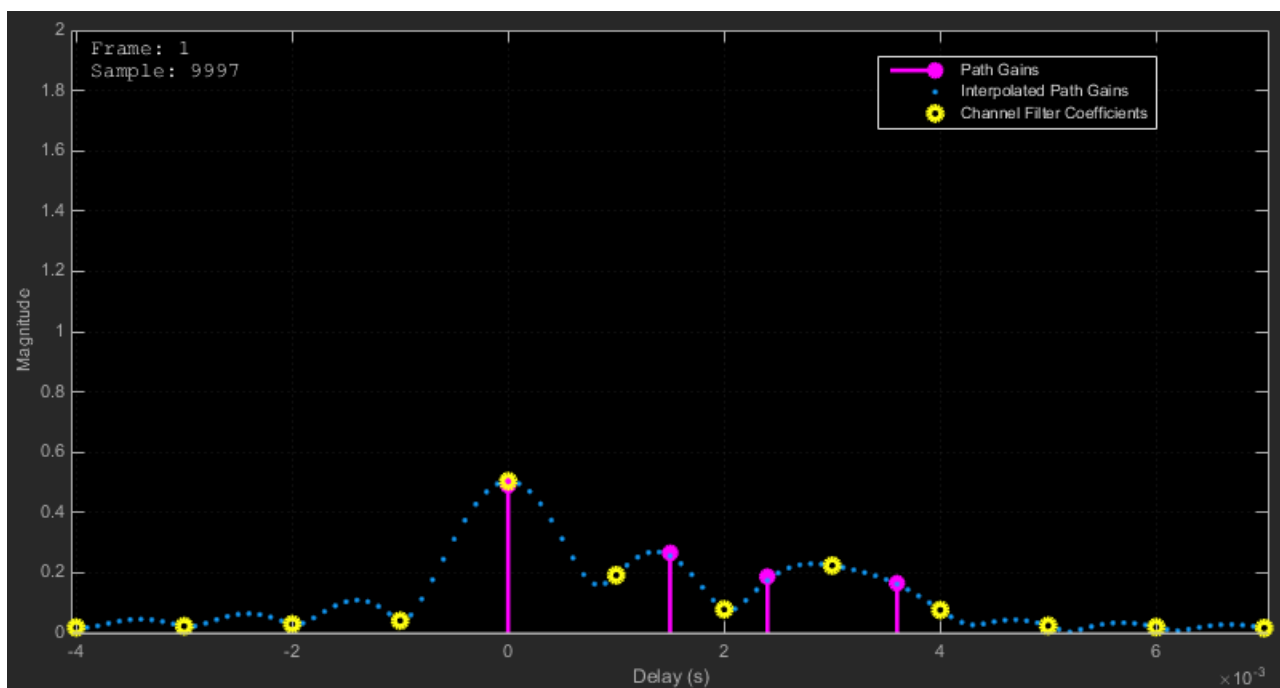 2
Frame: 1
Sample: 9997
Path Gains
Interpolated Path Gains
Channel Filter Coefficients
1.8
1.6
1.4
1.2
1
0.8
0.6
0.4
0.2
0
Magnitude
-4
-2
0
2
4
6
Delay (s)
×10⁻³